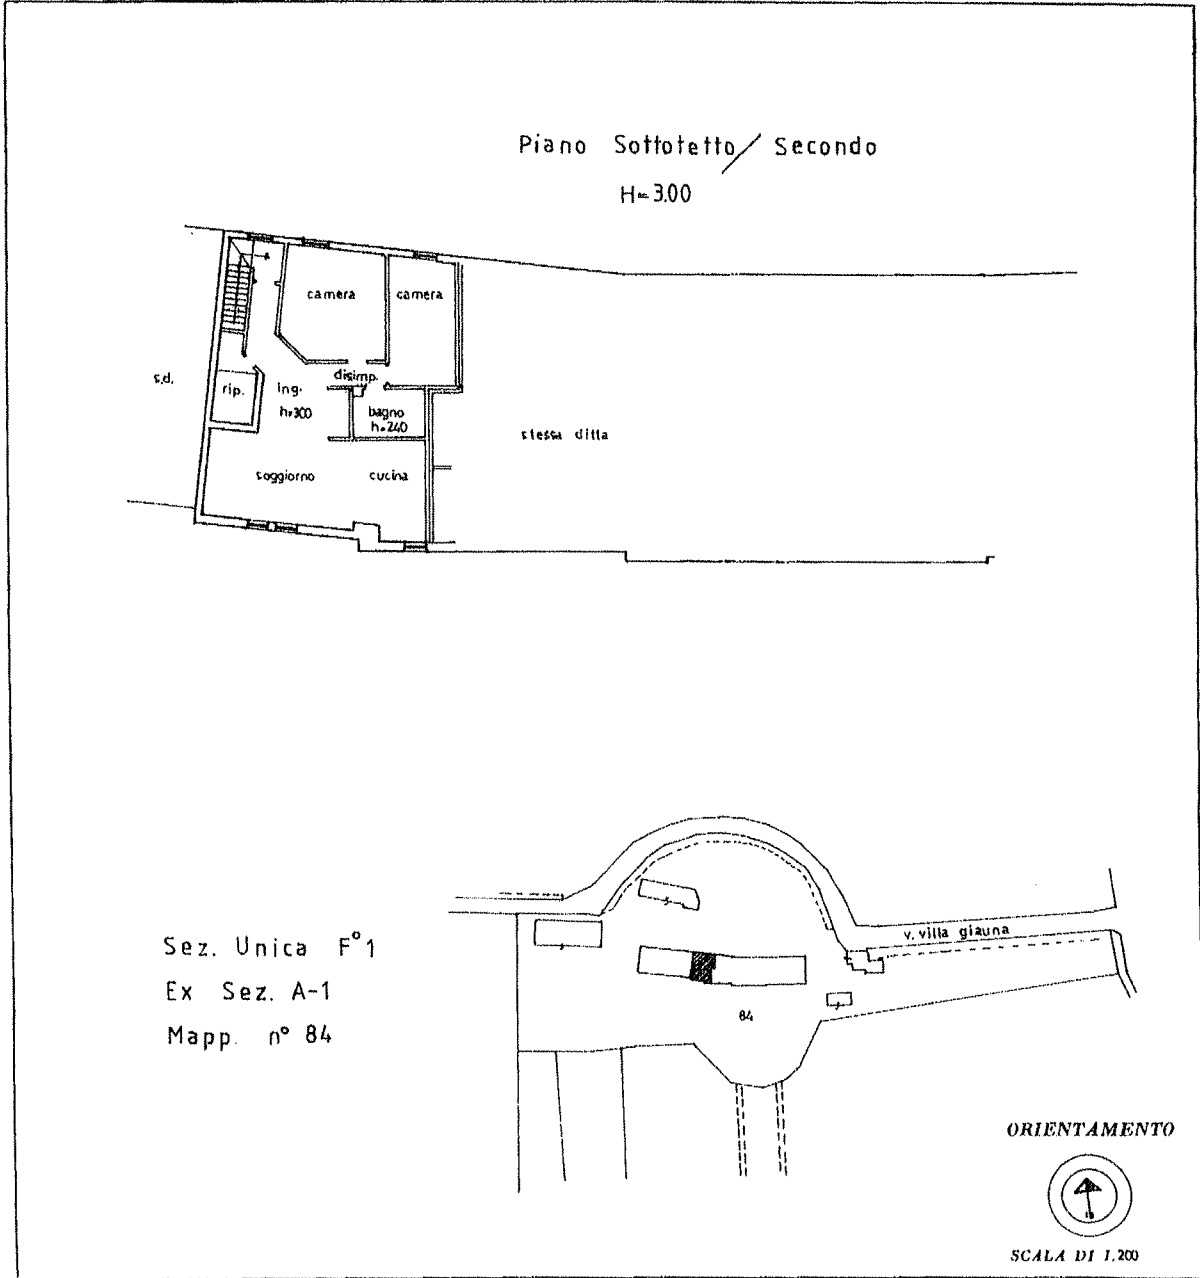 Piano Sottotetto/ Secondo
H=3.00
camera
camera
s.d.
disimp.
rip.
ing.
h=300
bagno
h=240
stessa ditta
soggiorno
cucina
Sez. Unica F°1
Ex Sez. A-1
Mapp. n° 84
v. villa giauna
84
ORIENTAMENTO
SCALA DI 1.200